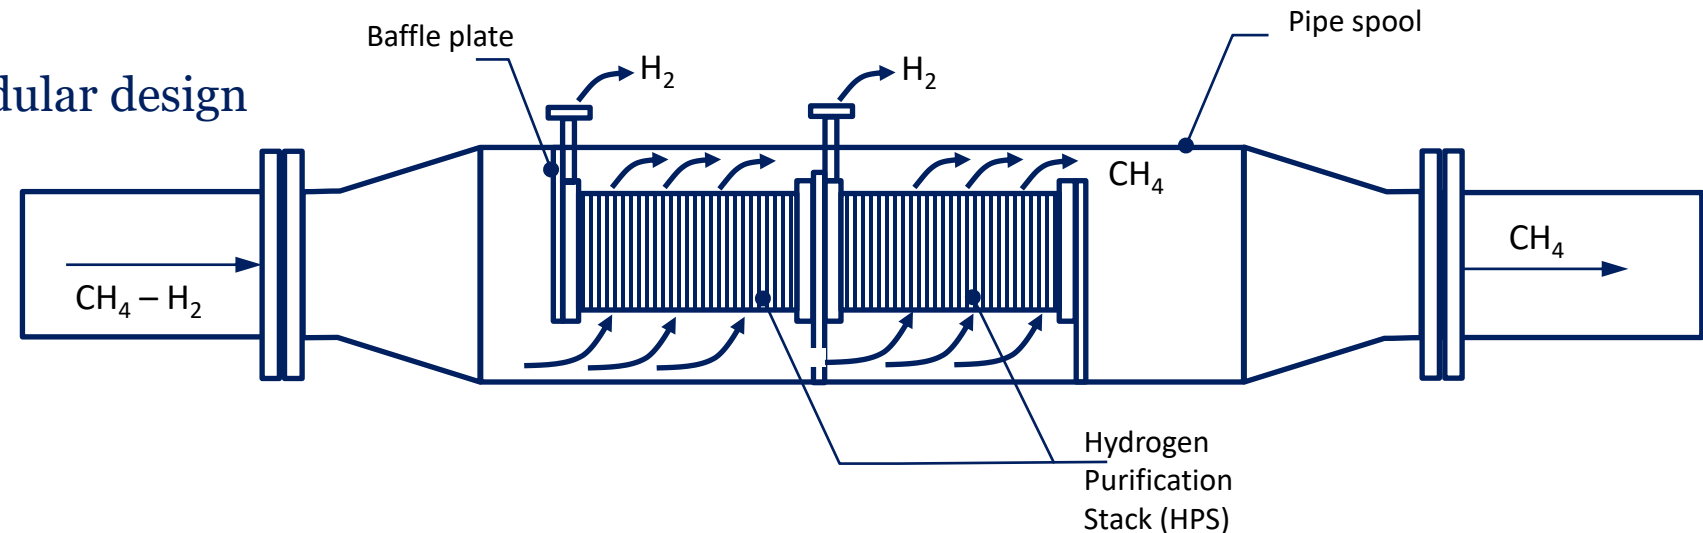 Pipe spool
Baffle plate
H₂
H₂
dular design
CH₄
CH₄
CH₄ – H₂
Hydrogen
Purification
Stack (HPS)